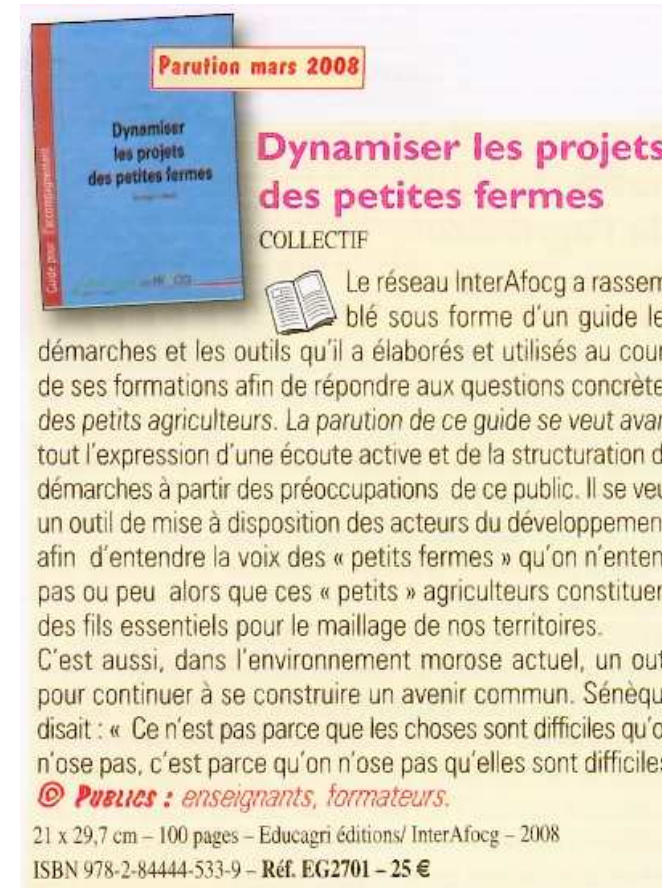 Parution mars 2008
Dynamiser
les projets
des petites fermes
Guide pour l'accompagnement
Dynamiser les projets
des petites fermes
COLLECTIF
Le réseau InterAfocg a rassem
blé sous forme d'un guide le
démarches et les outils qu'il a élaborés et utilisés au cour
de ses formations afin de répondre aux questions concrète
des petits agriculteurs. La parution de ce guide se veut avan
tout l'expression d'une écoute active et de la structuration d
démarches à partir des préoccupations de ce public. Il se veu
un outil de mise à disposition des acteurs du développemen
afin d'entendre la voix des « petits fermes » qu'on n'enten
pas ou peu alors que ces « petits » agriculteurs constituen
des fils essentiels pour le maillage de nos territoires.
C'est aussi, dans l'environnement morose actuel, un out
pour continuer à se construire un avenir commun. Sénèqu
disait : « Ce n'est pas parce que les choses sont difficiles qu'o
n'ose pas, c'est parce qu'on n'ose pas qu'elles sont difficiles
© PUBLICS : enseignants, formateurs.
21 x 29,7 cm – 100 pages – Educagri éditions/ InterAfocg – 2008
ISBN 978-2-84444-533-9 – Réf. EG2701 – 25 €